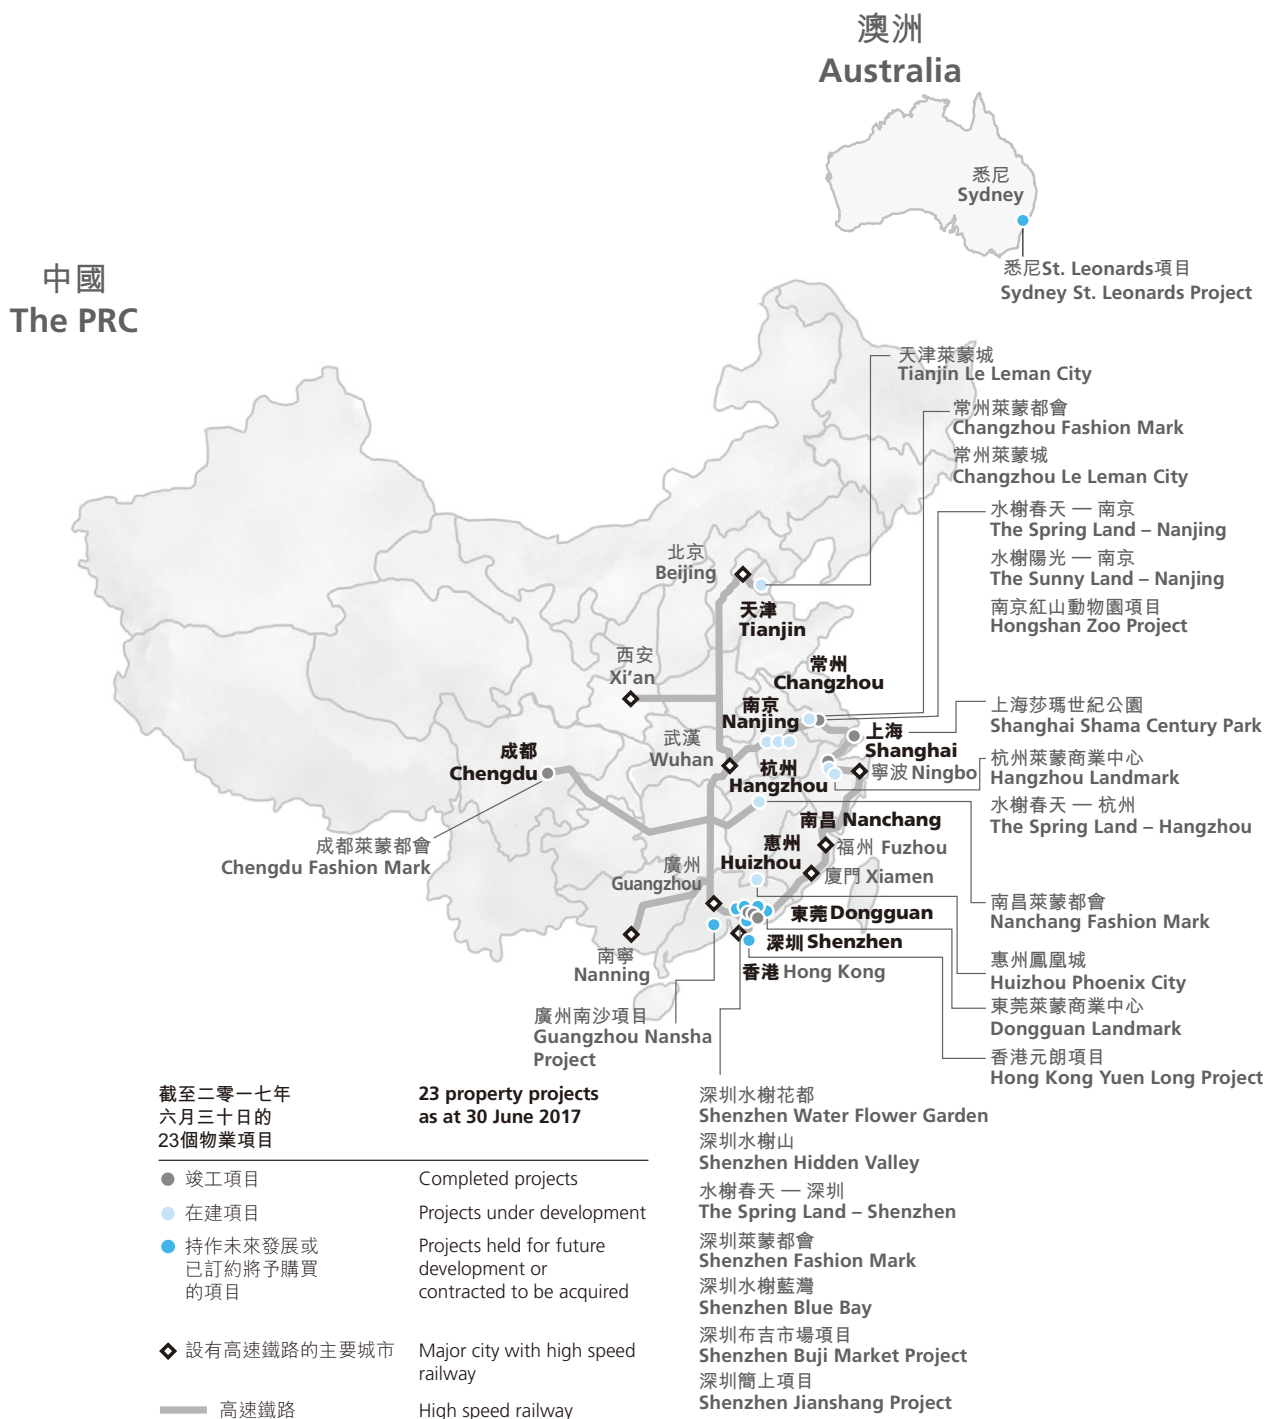 澳洲
Australia
悉尼
Sydney
悉尼St. Leonards項目
Sydney St. Leonards Project
中國
The PRC
天津萊蒙城
Tianjin Le Leman City
常州萊蒙都會
Changzhou Fashion Mark
常州萊蒙城
Changzhou Le Leman City
水榭春天 — 南京
The Spring Land – Nanjing
水榭陽光 — 南京
The Sunny Land – Nanjing
南京紅山動物園項目
Hongshan Zoo Project
上海莎瑪世紀公園
Shanghai Shama Century Park
杭州萊蒙商業中心
Hangzhou Landmark
水榭春天 — 杭州
The Spring Land – Hangzhou
南昌萊蒙都會
Nanchang Fashion Mark
惠州鳳凰城
Huizhou Phoenix City
東莞萊蒙商業中心
Dongguan Landmark
香港元朗項目
Hong Kong Yuen Long Project
北京
Beijing
天津
Tianjin
西安
Xi’an
常州
Changzhou
南京
Nanjing
上海
Shanghai
武漢
Wuhan
成都
Chengdu
杭州
Hangzhou
寧波 Ningbo
南昌 Nanchang
惠州
Huizhou
福州 Fuzhou
廈門 Xiamen
成都萊蒙都會
Chengdu Fashion Mark
廣州
Guangzhou
東莞 Dongguan
深圳 Shenzhen
香港 Hong Kong
南寧
Nanning
廣州南沙項目
Guangzhou Nansha
Project
深圳水榭花都
Shenzhen Water Flower Garden
深圳水榭山
Shenzhen Hidden Valley
水榭春天 — 深圳
The Spring Land – Shenzhen
深圳萊蒙都會
Shenzhen Fashion Mark
深圳水榭藍灣
Shenzhen Blue Bay
深圳布吉市場項目
Shenzhen Buji Market Project
深圳簡上項目
Shenzhen Jianshang Project
截至二零一七年
六月三十日的
23個物業項目
23 property projects
as at 30 June 2017
竣工項目
Completed projects
在建項目
Projects under development
持作未來發展或
已訂約將予購買
的項目
Projects held for future
development or
contracted to be acquired
設有高速鐵路的主要城市
Major city with high speed
railway
高速鐵路
High speed railway